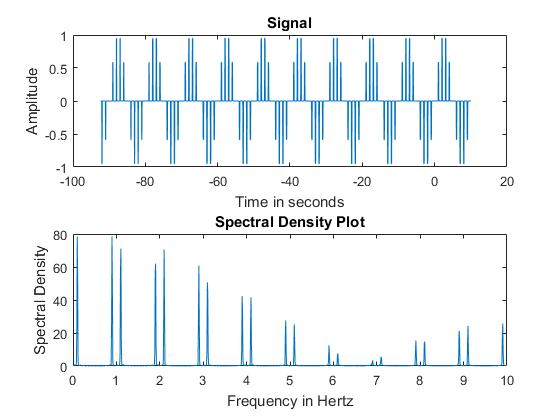 Signal
1
0.5
0
-0.5
-1
Amplitude
-100 -80 -60 -40 -20 0 20
Time in seconds
Spectral Density Plot
80
60
40
20
0
Spectral Density
0 1 2 3 4 5 6 7 8 9 10
Frequency in Hertz